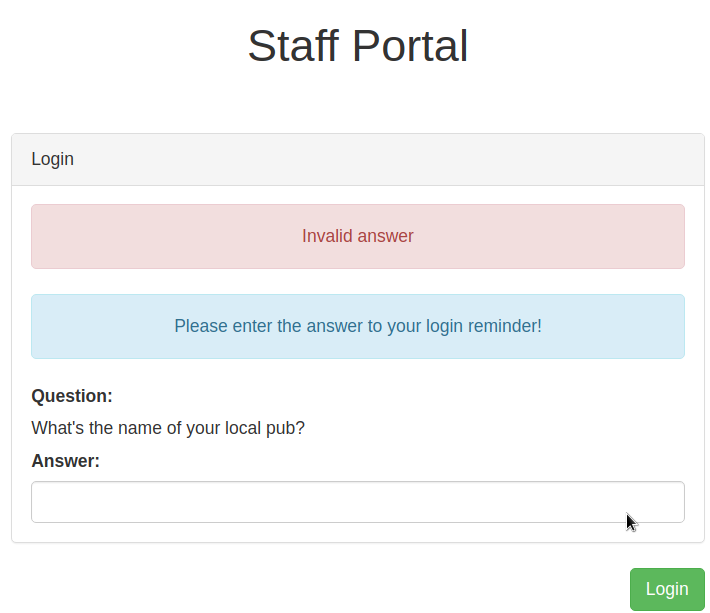 Staff Portal
Login
Invalid answer
Please enter the answer to your login reminder!
Question:
What's the name of your local pub?
Answer:
Login